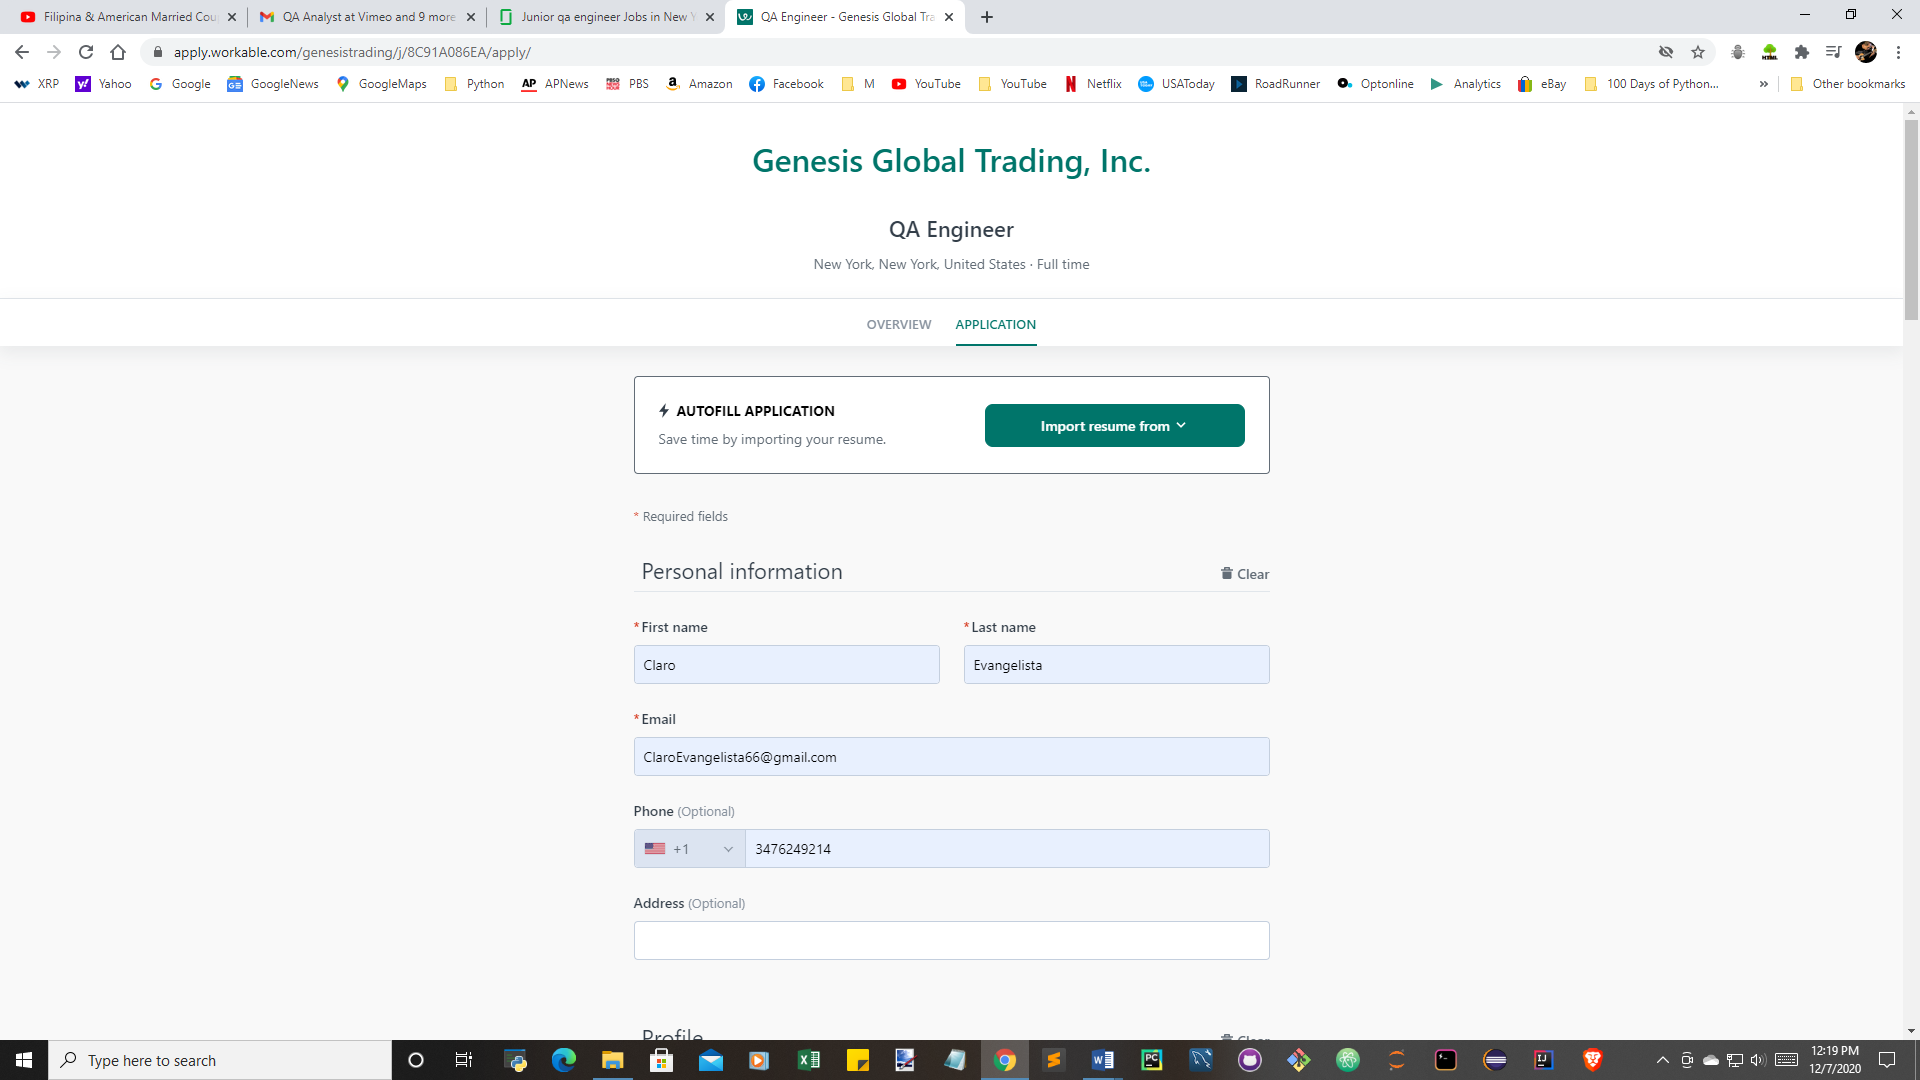 Filipina & American Married Cou
QA Analyst at Vimeo and 9 more
Junior qa engineer Jobs in New Y
QA Engineer - Genesis Global Tra
apply.workable.com/genesistrading/j/8C91A086EA/apply/
XRP
Yahoo
Google
GoogleNews
GoogleMaps
Python
APNews
PBS
Amazon
Facebook
M
YouTube
YouTube
Netflix
USAToday
RoadRunner
Optonline
Analytics
eBay
100 Days of Python...
»
Other bookmarks
Genesis Global Trading, Inc.
QA Engineer
New York, New York, United States · Full time
OVERVIEW
APPLICATION
AUTOFILL APPLICATION
Save time by importing your resume.
Import resume from
* Required fields
Personal information
Clear
* First name
* Last name
Claro
Evangelista
* Email
ClaroEvangelista66@gmail.com
Phone (Optional)
+1
3476249214
Address (Optional)
Profile
Clear
Type here to search
12:19 PM
12/7/2020